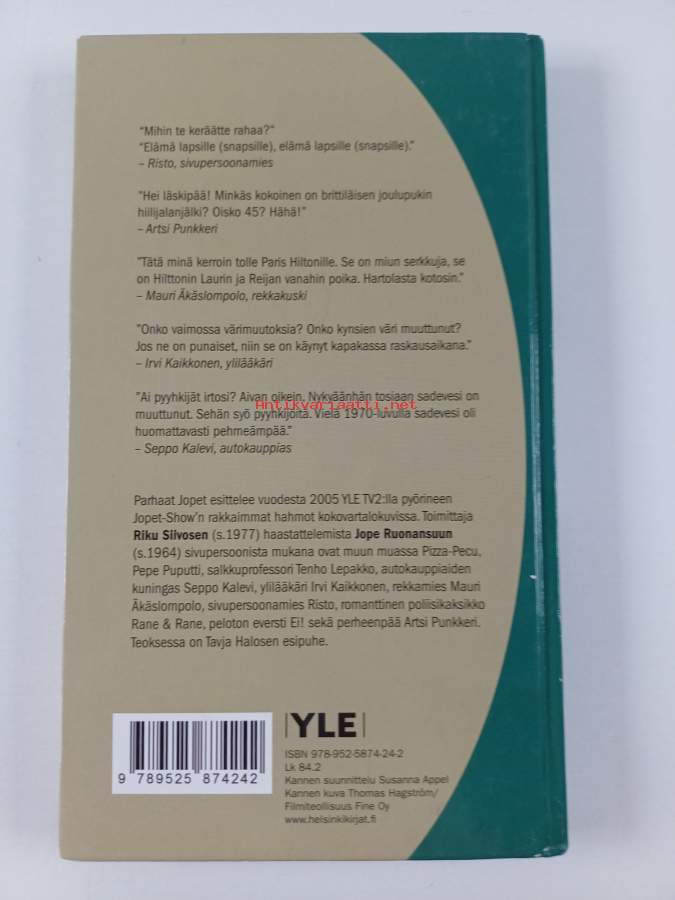 "Mihin te keräätte rahaa?"
"Elämä lapsille (snapsille), elämä lapsille (snapsille)."
– Risto, sivupersoonamies
"Hei läskipää! Minkäs kokoinen on brittiläisen joulupukin
hiilijalanjälki? Oisko 45? Hähä!"
– Artsi Punkkeri
"Tätä minä kerroin tolle Paris Hiltonille. Se on miun serkkuja, se
on Hilttonin Laurin ja Reijan vanahin poika. Hartolasta kotosin."
– Mauri Äkäslompolo, rekkakuski
"Onko vaimossa värimuutoksia? Onko kynsien väri muuttunut?
Jos ne on punaiset, niin se on käynyt kapakassa raskausaikana."
– Irvi Kaikkonen, ylilääkäri
"Ai pyyhkijät irtosi? Aivan oikein. Nykyäänhän tosiaan sadevesi on
Antikvariaatti.net
muuttunut. Sehän syö pyyhkijöitä. Vielä 1970-luvulla sadevesi oli
huomattavasti pehmeämpää."
– Seppo Kalevi, autokauppias
Parhaat Jopet esittelee vuodesta 2005 YLE TV2:lla pyörineen
Jopet-Show'n rakkaimmat hahmot kokovartalokuvissa. Toimittaja
Riku Siivosen (s.1977) haastattelemista Jope Ruonansuun
(s.1964) sivupersoonista mukana ovat muun muassa Pizza-Pecu,
Pepe Puputti, salkkuprofessori Tenho Lepakko, autokauppiaiden
kuningas Seppo Kalevi, ylilääkäri Irvi Kaikkonen, rekkamies Mauri
Äkäslompolo, sivupersoonamies Risto, romanttinen poliisikaksikko
Rane & Rane, peloton eversti Ei! sekä perheenpää Artsi Punkkeri.
Teoksessa on Tavja Halosen esipuhe.
|YLE|
ISBN 978-952-5874-24-2
Lk 84.2
Kannen suunnittelu Susanna Appel
Kannen kuva Thomas Hagström/
Filmiteollisuus Fine Oy
www.helsinkikirjat.fi
9 789525 874242